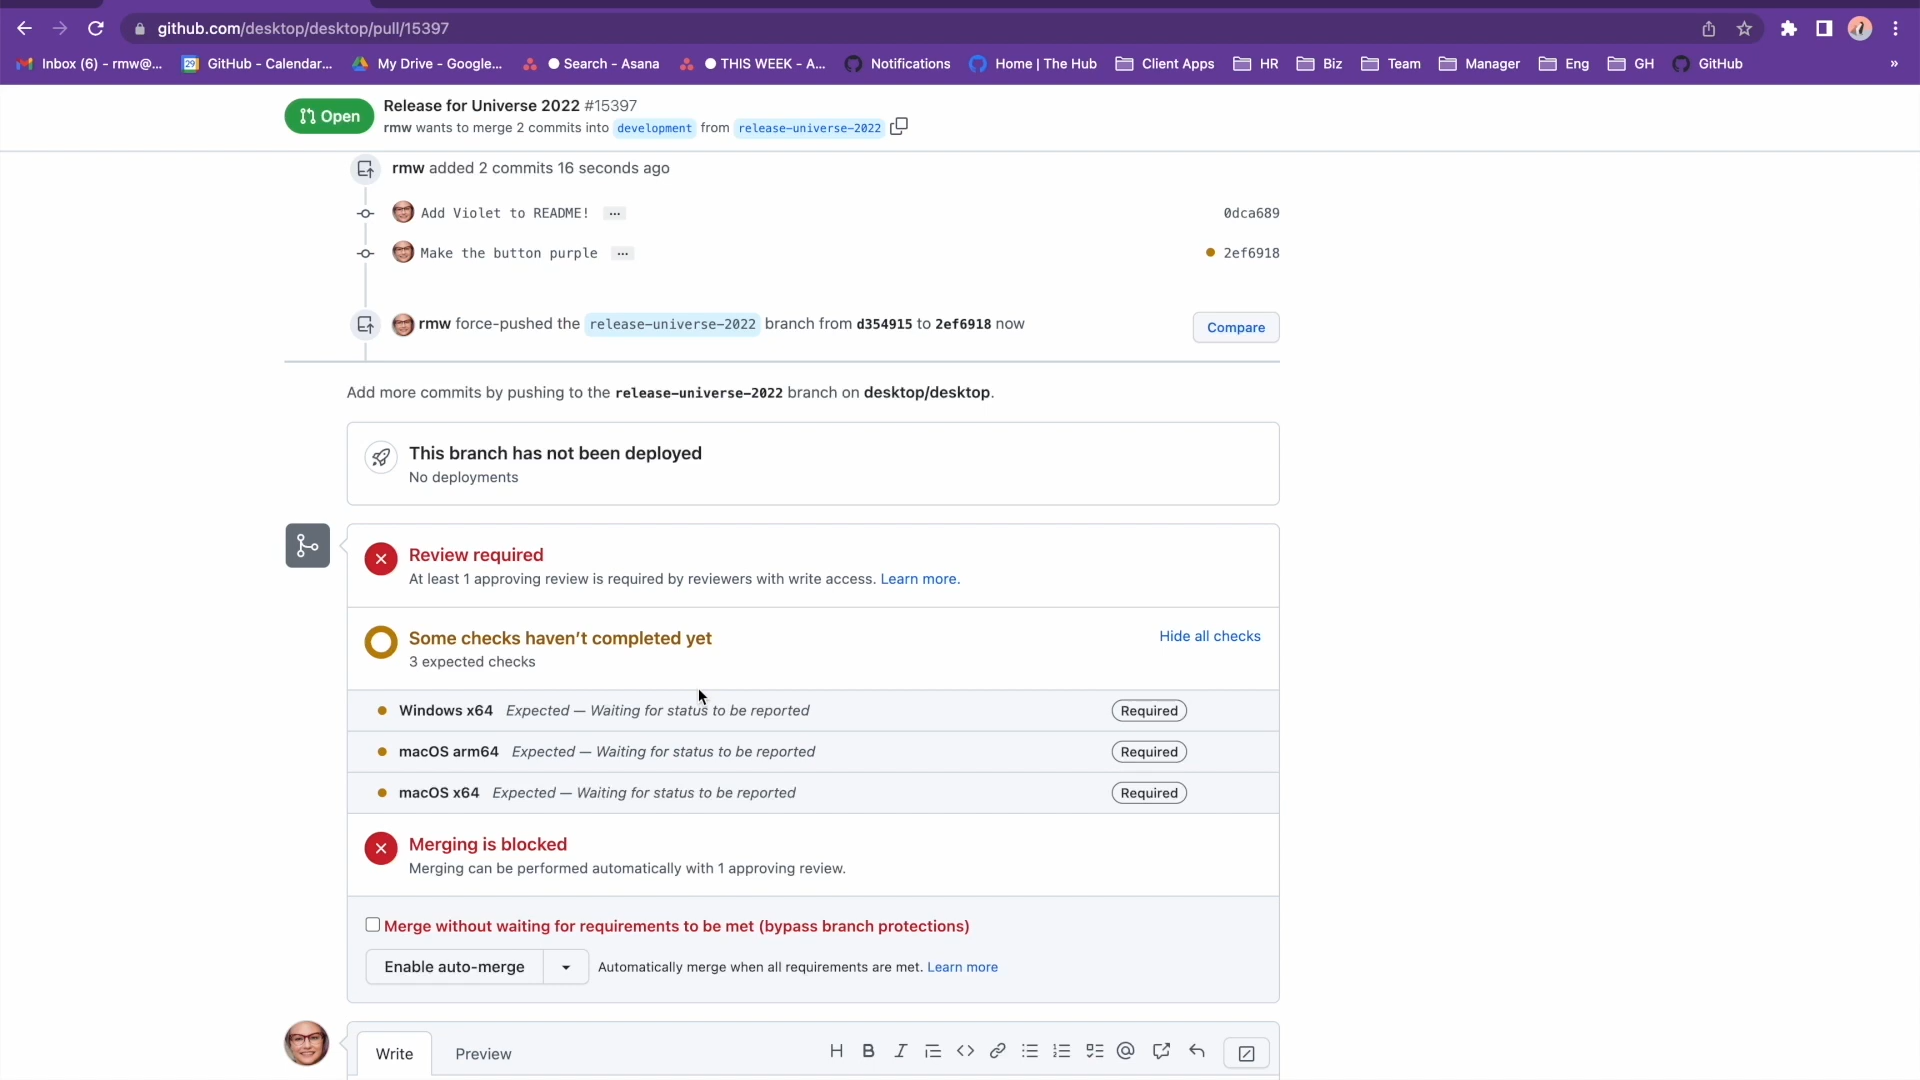 github.com/desktop/desktop/pull/15397
Inbox (6) - rmw@... 29 GitHub - Calendar... My Drive - Google... Search - Asana THIS WEEK - A... Notifications Home | The Hub Client Apps HR Biz Team Manager Eng GH GitHub »
Open
Release for Universe 2022 #15397
rmw wants to merge 2 commits into development from release-universe-2022
rmw added 2 commits 16 seconds ago
Add Violet to README! ... 0dca689
Make the button purple ... 2ef6918
rmw force-pushed the release-universe-2022 branch from d354915 to 2ef6918 now Compare
Add more commits by pushing to the release-universe-2022 branch on desktop/desktop.
This branch has not been deployed
No deployments
Review required
At least 1 approving review is required by reviewers with write access. Learn more.
Some checks haven’t completed yet Hide all checks
3 expected checks
Windows x64 Expected — Waiting for status to be reported Required
macOS arm64 Expected — Waiting for status to be reported Required
macOS x64 Expected — Waiting for status to be reported Required
Merging is blocked
Merging can be performed automatically with 1 approving review.
Merge without waiting for requirements to be met (bypass branch protections)
Enable auto-merge Automatically merge when all requirements are met. Learn more
Write Preview H B I <> @